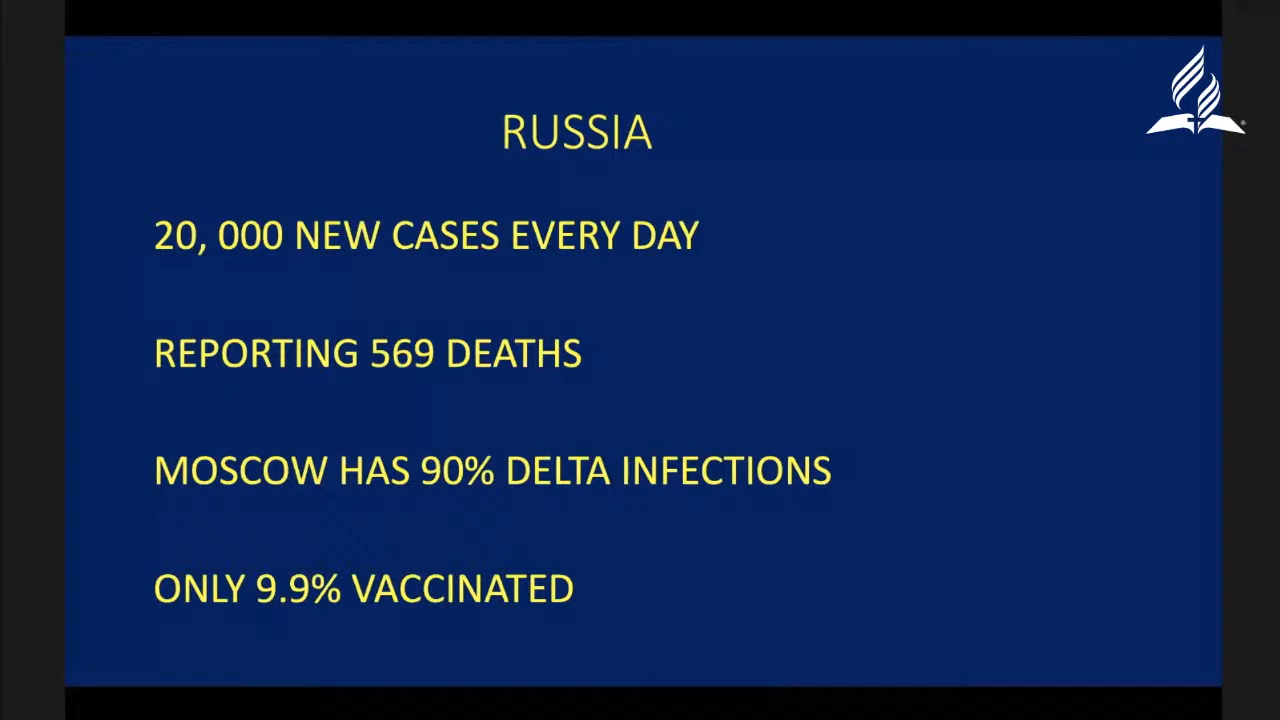 RUSSIA
20, 000 NEW CASES EVERY DAY
REPORTING 569 DEATHS
MOSCOW HAS 90% DELTA INFECTIONS
ONLY 9.9% VACCINATED